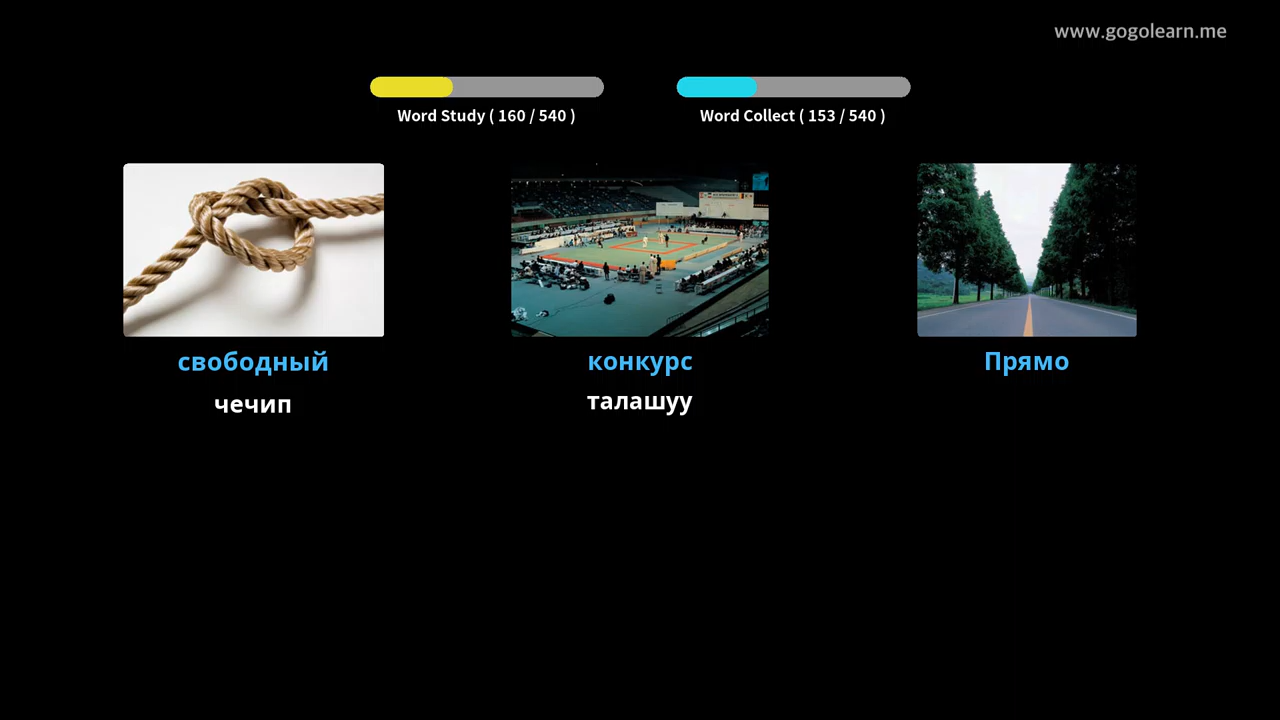 www.gogolearn.me
Word Study ( 160 / 540 )
Word Collect ( 153 / 540 )
свободный
чечип
конкурс
талашуу
Прямо